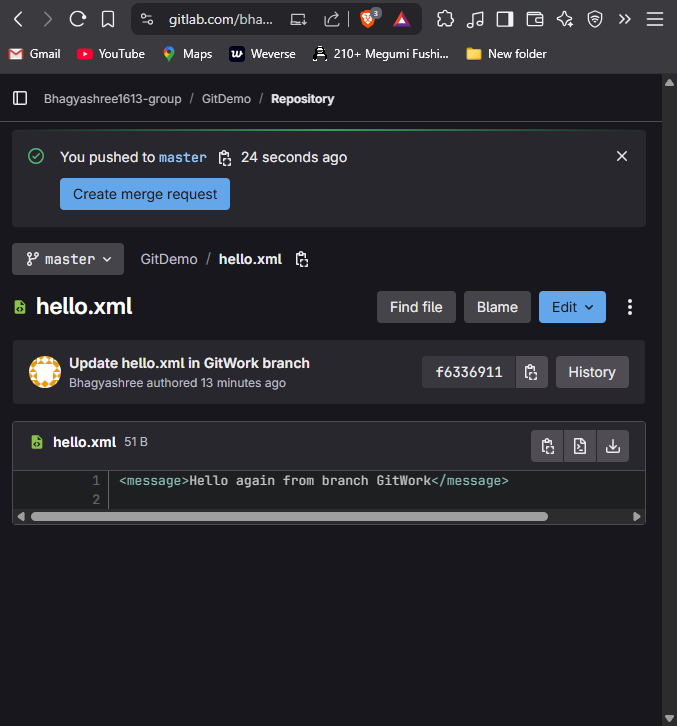 gitlab.com/bha...
3
Gmail
YouTube
Maps
Weverse
210+ Megumi Fushi...
New folder
Bhagyashree1613-group / GitDemo / Repository
You pushed to master 24 seconds ago
Create merge request
master
GitDemo / hello.xml
hello.xml
Find file
Blame
Edit
Update hello.xml in GitWork branch
Bhagyashree authored 13 minutes ago
f6336911
History
hello.xml 51 B
1 <message>Hello again from branch GitWork</message>
2